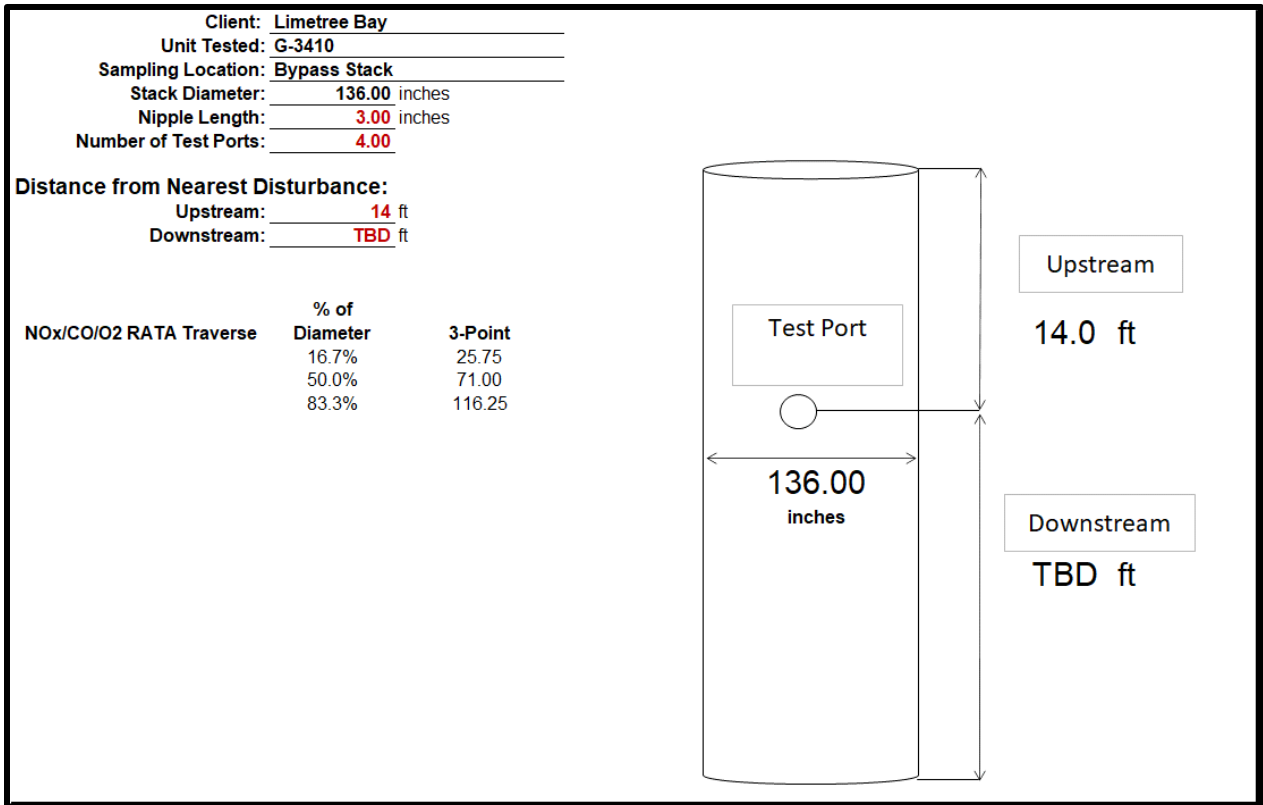 Client: Limetree Bay
Unit Tested: G-3410
Sampling Location: Bypass Stack
Stack Diameter: 136.00 inches
Nipple Length: 3.00 inches
Number of Test Ports: 4.00
Distance from Nearest Disturbance:
Upstream: 14 ft
Downstream: TBD ft
% of
NOx/CO/O2 RATA Traverse Diameter 3-Point
16.7% 25.75
50.0% 71.00
83.3% 116.25
Upstream
14.0 ft
Test Port
136.00
inches
Downstream
TBD ft